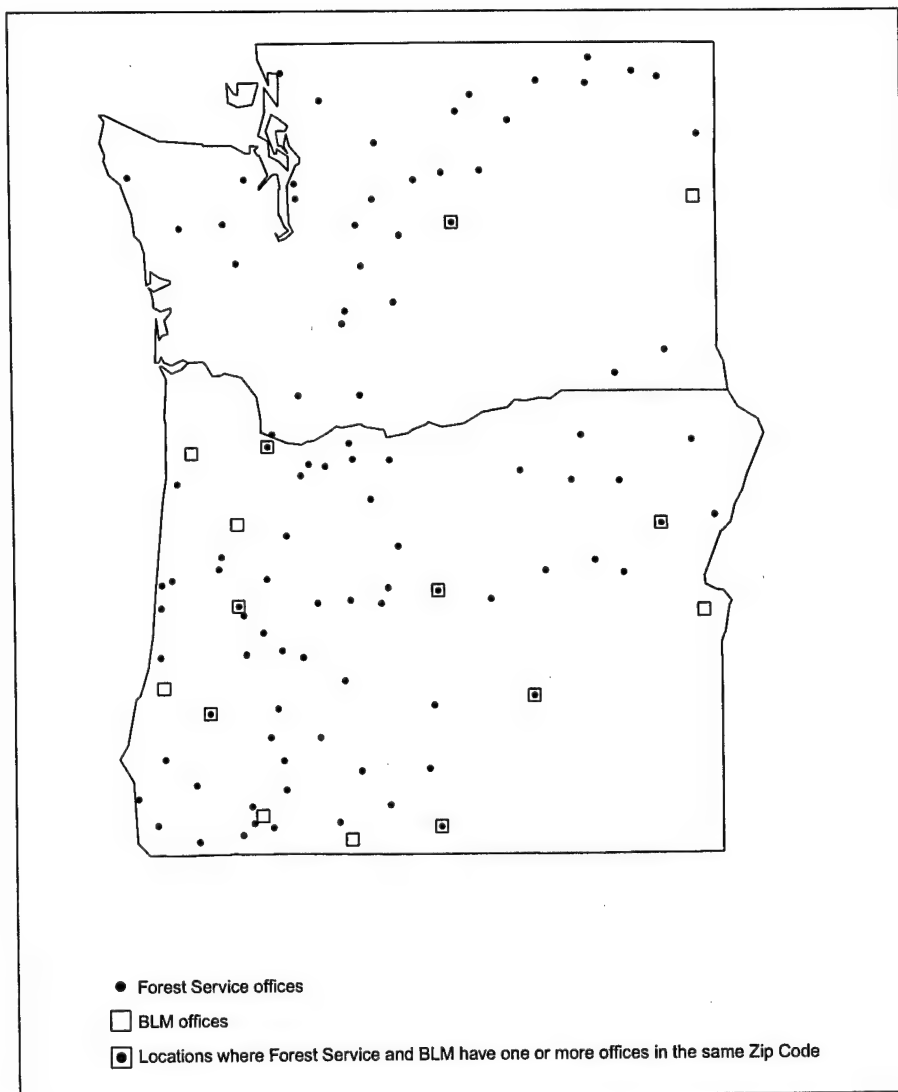 Forest Service offices
BLM offices
Locations where Forest Service and BLM have one or more offices in the same Zip Code